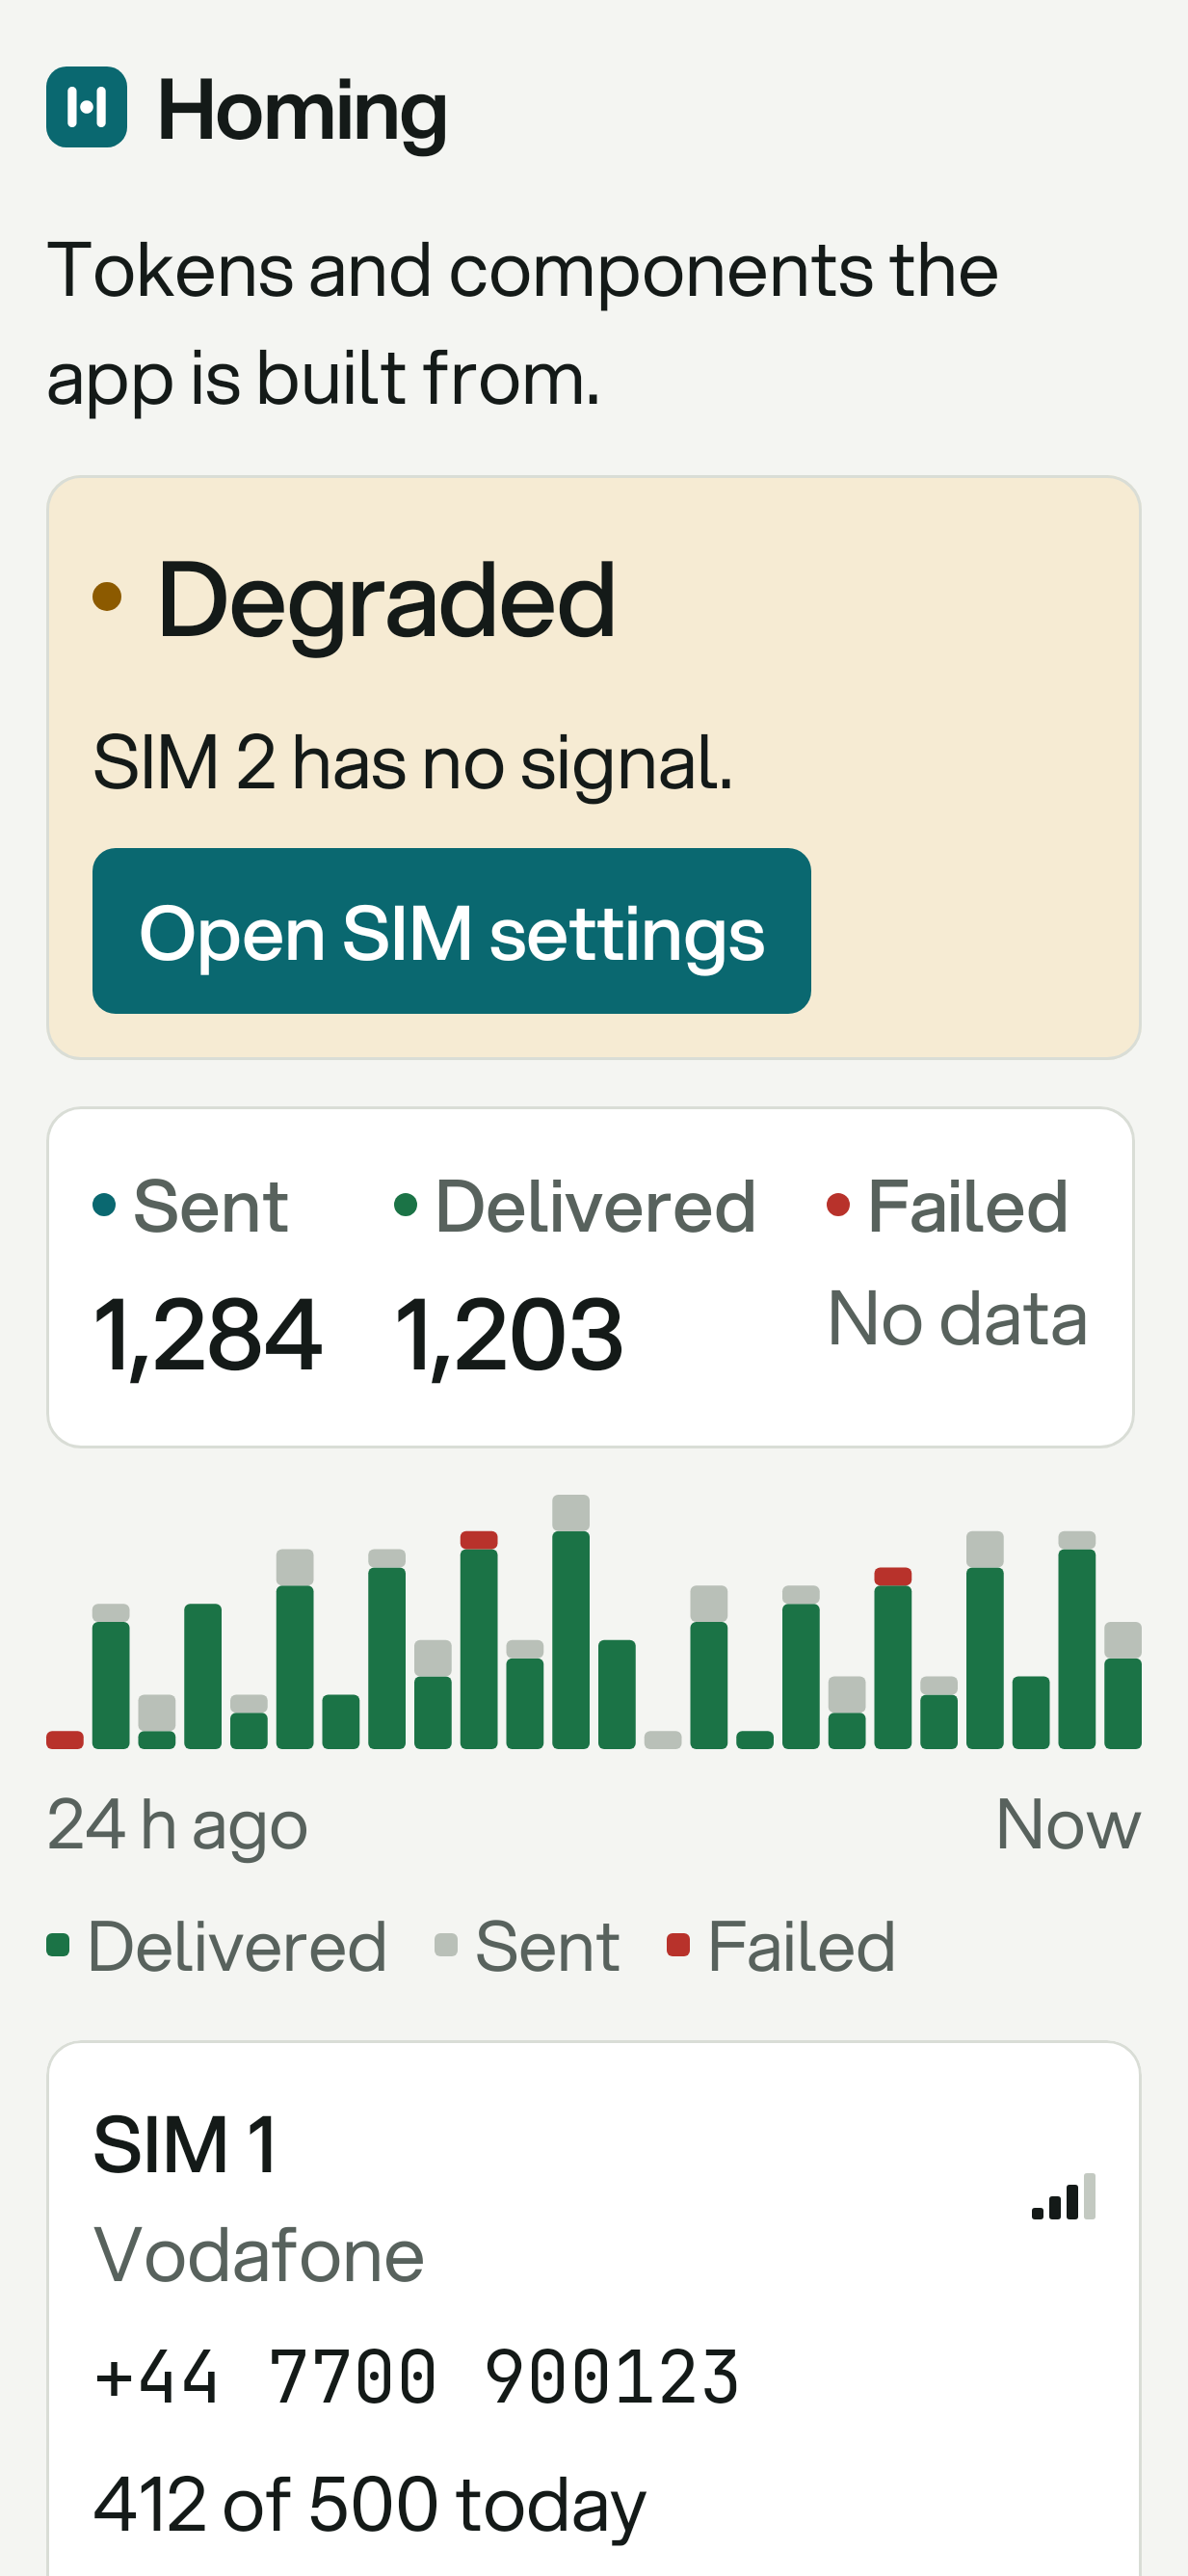 Homing
Tokens and components the
app is built from.
Degraded
SIM 2 has no signal.
Open SIM settings
Sent Delivered Failed
1,284 1,203 No data
24 h ago Now
Delivered Sent Failed
SIM 1
Vodafone
+44 7700 900123
412 of 500 today